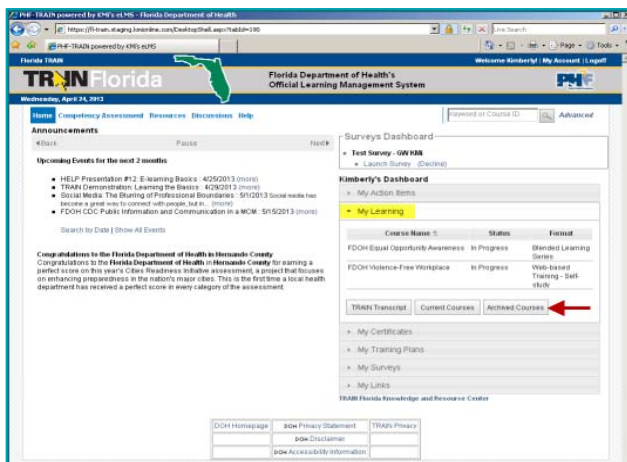 PHF-TRAIN powered by KMi's eLMS - Florida Department of Health
https://fl-train.staging.kmionline.com/DesktopShell.aspx?tabId=196
Live Search
PHF-TRAIN powered by KMi's eLMS
Page
Tools
Florida TRAIN
Welcome Kimberly! | My Account | Logoff
TRAIN Florida
Florida Department of Health's
Official Learning Management System
PHF
Wednesday, April 24, 2013
Home Competency Assessment Resources Discussions Help
Keyword or Course ID
Advanced
Announcements
Back Pause Next
Upcoming Events for the next 2 months
HELP Presentation #12: E-learning Basics : 4/25/2013 (more)
TRAIN Demonstration: Learning the Basics : 4/29/2013 (more)
Social Media: The Blurring of Professional Boundaries : 5/1/2013 Social media has
become a great way to connect with people, but in... (more)
FDOH CDC Public Information and Communication in a MCM : 5/15/2013 (more)
Search by Date | Show All Events
Congratulations to the Florida Department of Health in Hernando County
Congratulations to the Florida Department of Health in Hernando County for earning a
perfect score on this year's Cities Readiness Initiative assessment, a project that focuses
on enhancing preparedness in the nation's major cities. This is the first time a local health
department has received a perfect score in every category of the assessment.
Surveys Dashboard
Test Survey - GW KMI
Launch Survey (Decline)
Kimberly's Dashboard
My Action Items
My Learning
Course Name Status Format
FDOH Equal Opportunity Awareness In Progress Blended Learning
Series
FDOH Violence-Free Workplace In Progress Web-based
Training - Self-
study
TRAIN Transcript Current Courses Archived Courses
My Certificates
My Training Plans
My Surveys
My Links
TRAIN Florida Knowledge and Resource Center
DOH Homepage DOH Privacy Statement TRAIN Privacy
DOH Disclaimer
DOH Accessibility Information